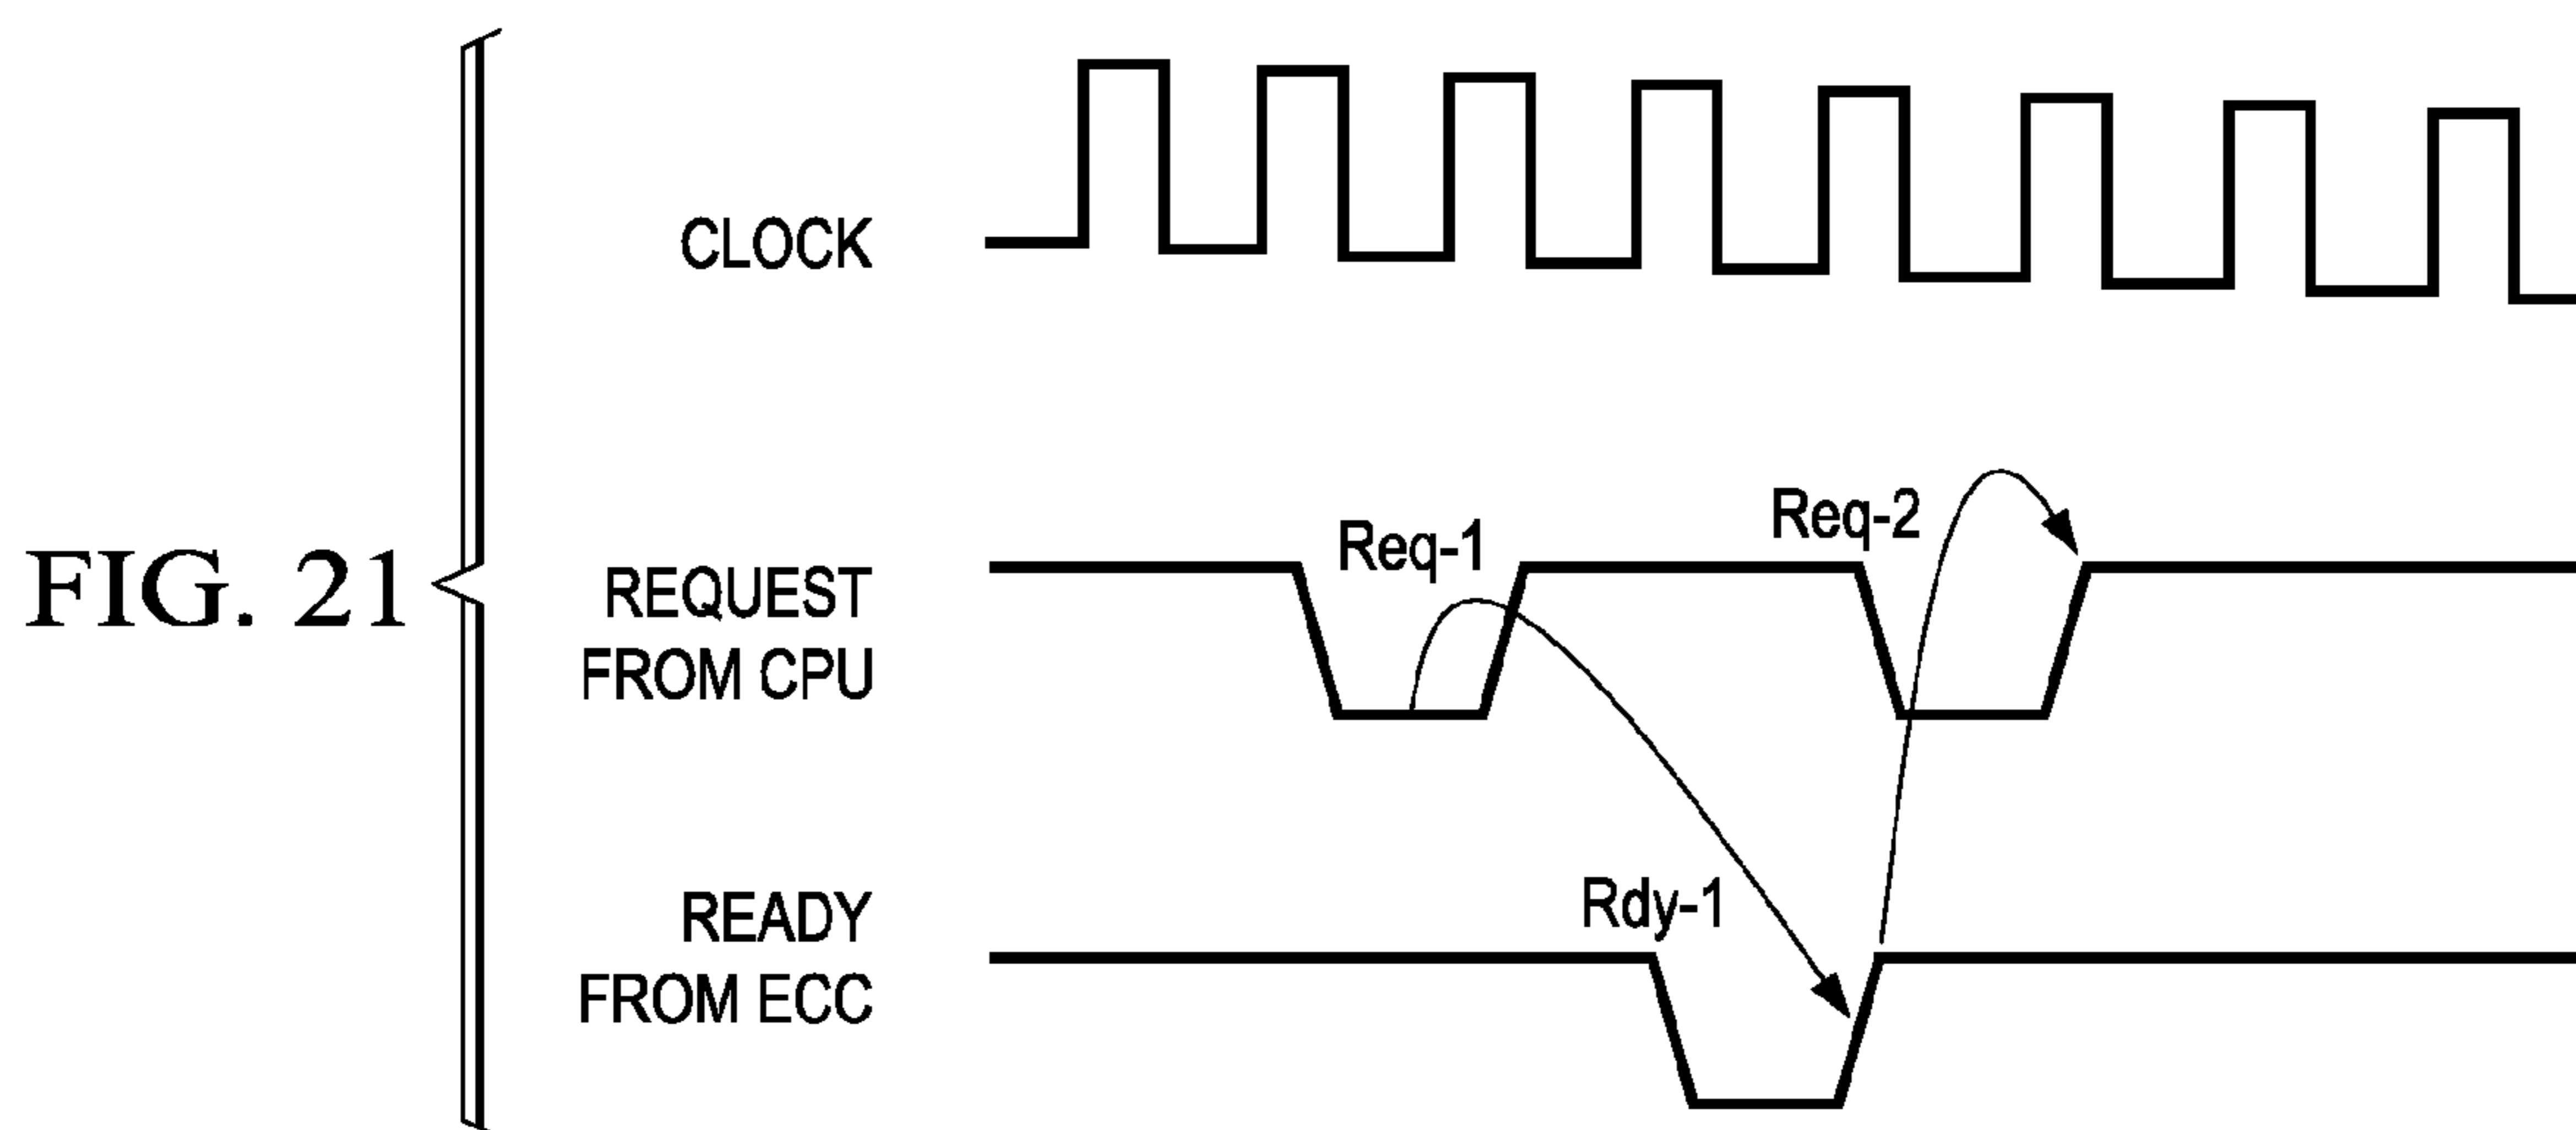 FIG. 21
CLOCK
REQUEST
FROM CPU
Req-1
Req-2
READY
FROM ECC
Rdy-1